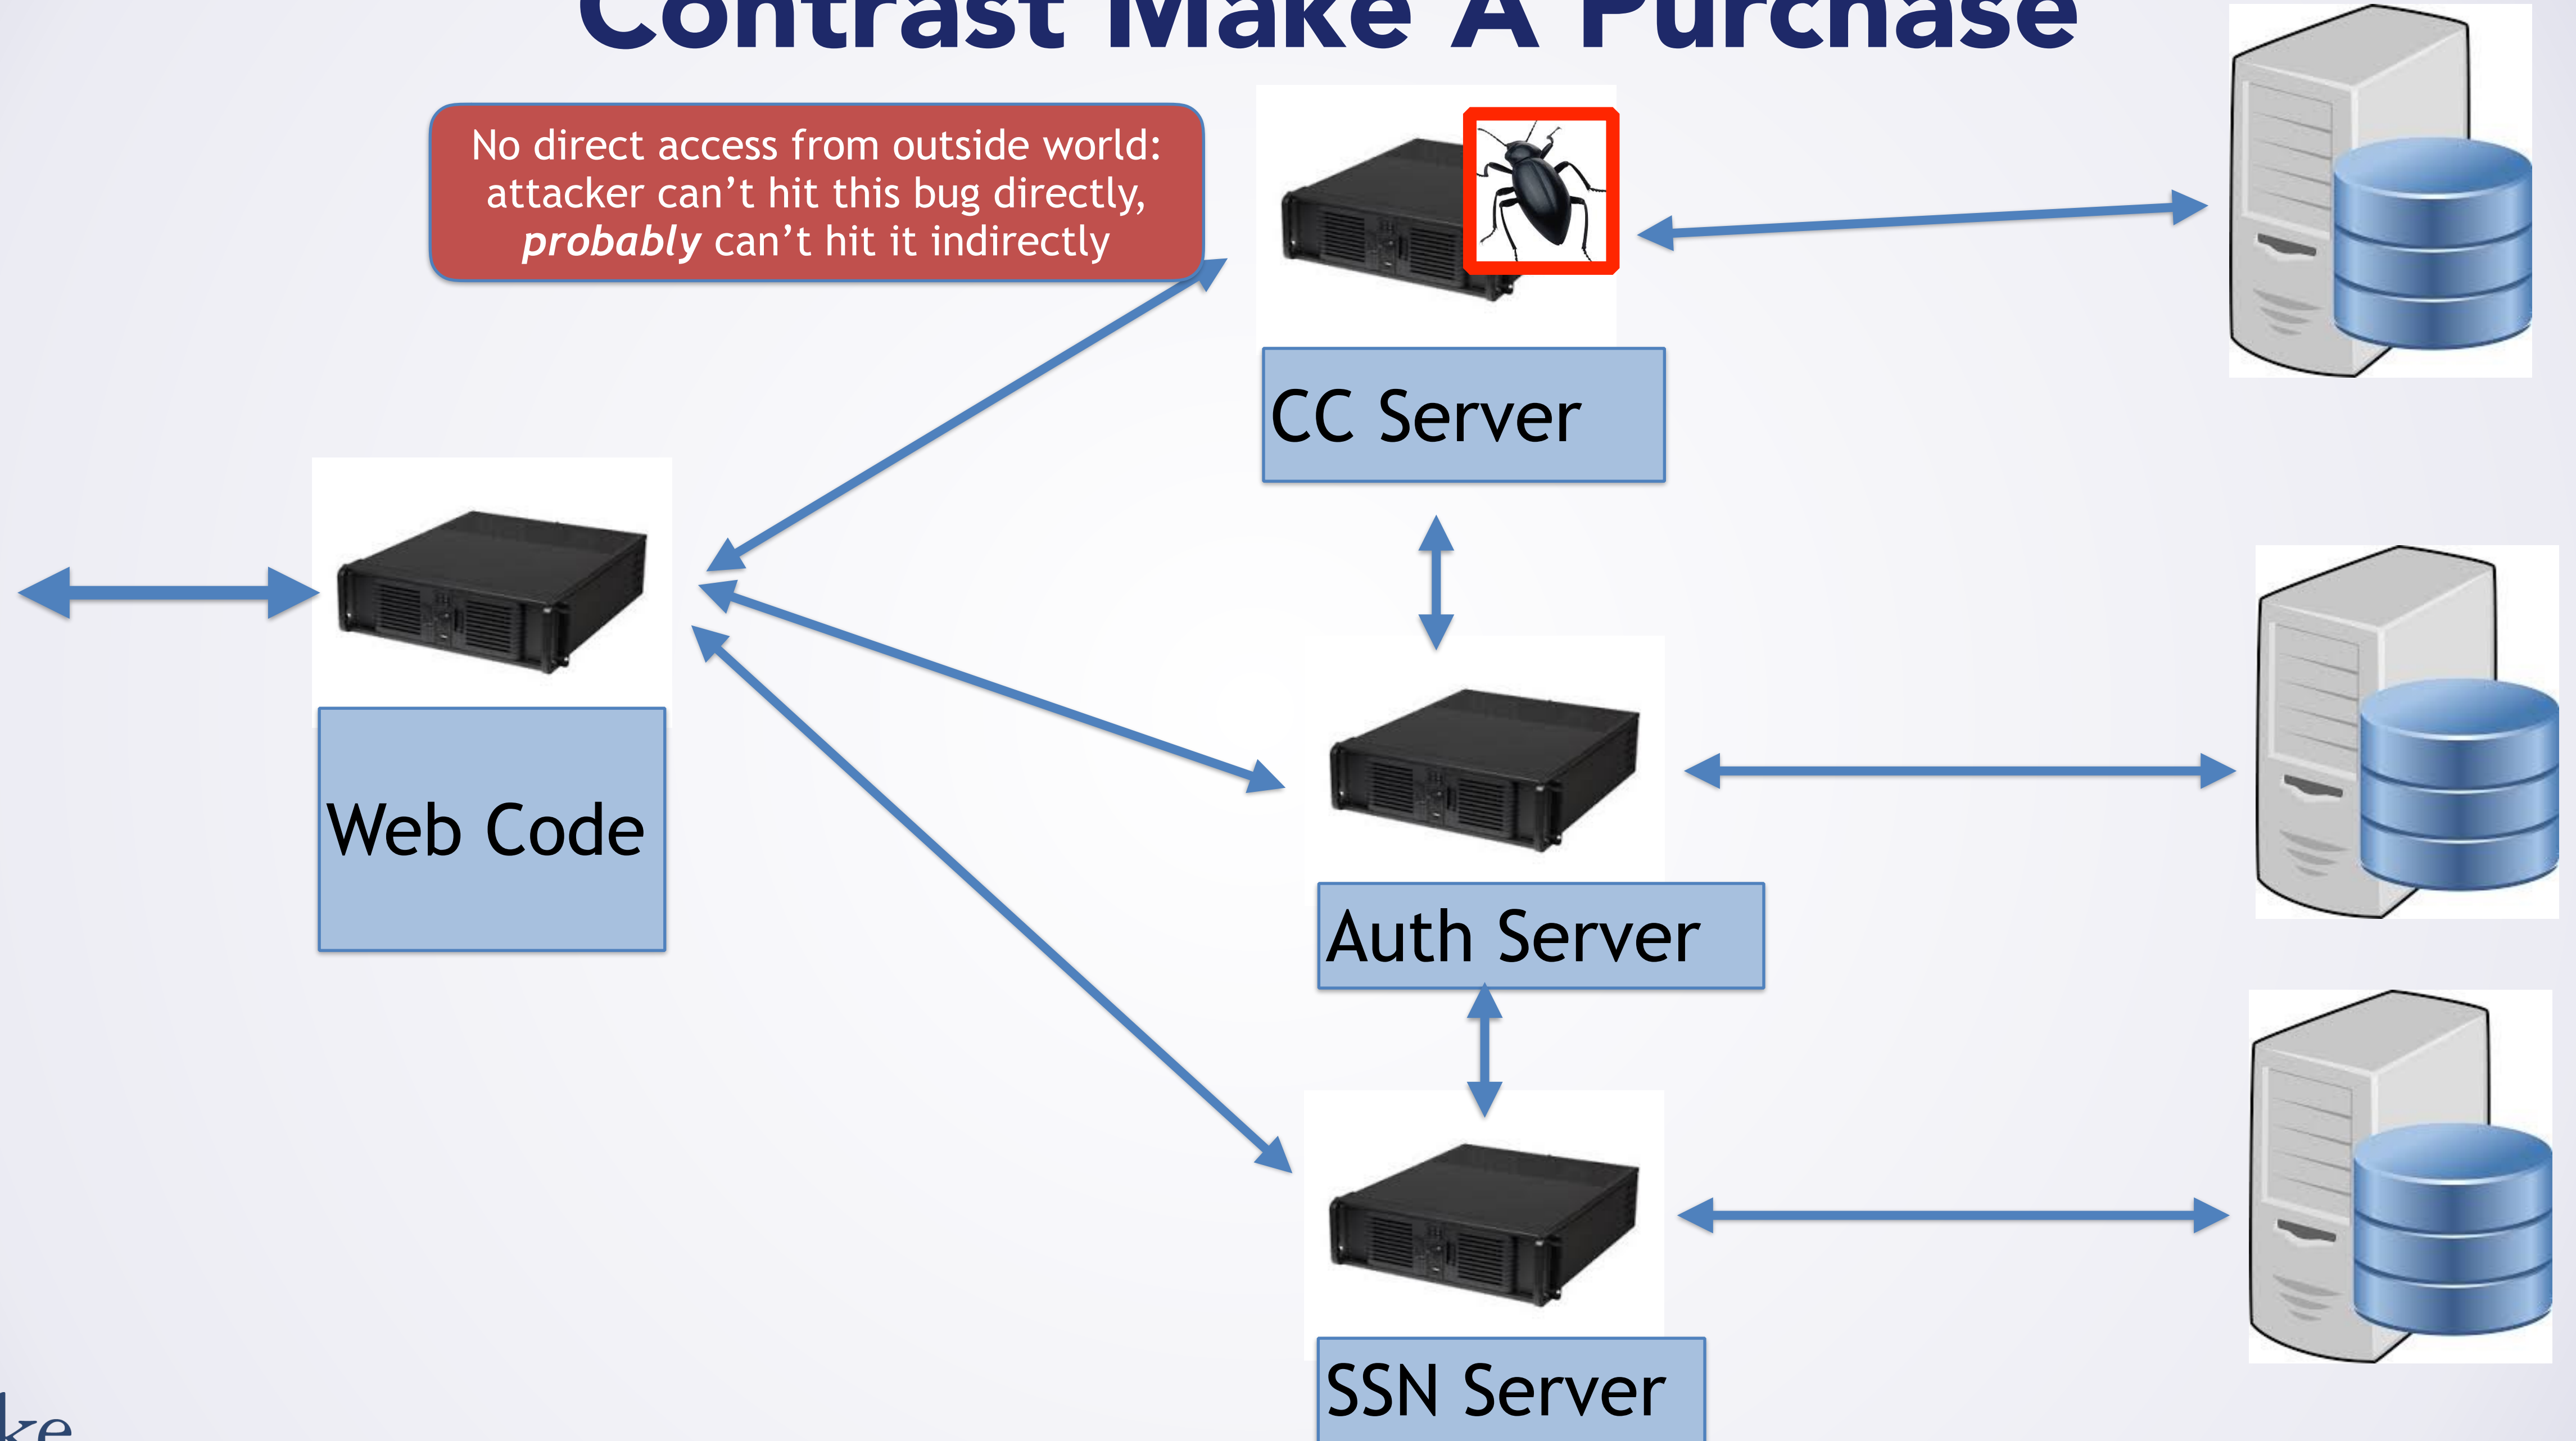 Contrast Make A Purchase
No direct access from outside world:
attacker can’t hit this bug directly,
probably can’t hit it indirectly
CC Server
Web Code
Auth Server
SSN Server
ke